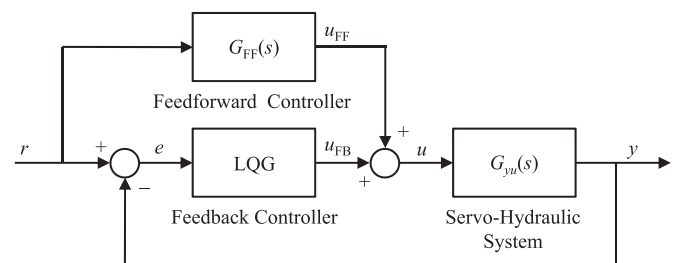 u_FF
G_FF(s)
Feedforward Controller
r
+
e
LQG
u_FB
+
u
G_yu(s)
y
−
+
Feedback Controller
Servo-Hydraulic
System